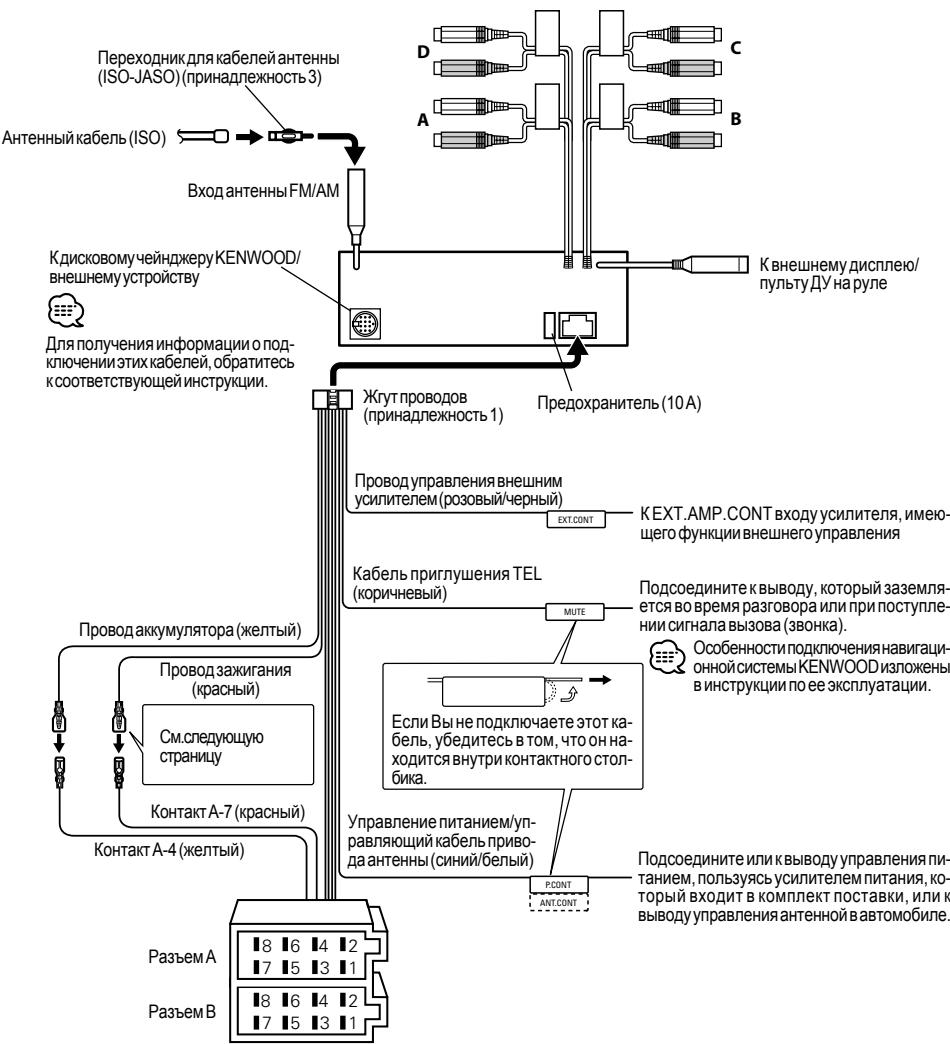 D
C
Переходник для кабелей антенны
(ISO-JASO) (принадлежность 3)
A
B
Антенный кабель (ISO)
Вход антенны FM/AM
К дисковому чейнджеру KENWOOD/
внешнему устройству
К внешнему дисплею/
пульту ДУ на руле
Для получения информации о под-
ключении этих кабелей, обратитесь
к соответствующей инструкции.
Жгут проводов
(принадлежность 1)
Предохранитель (10 A)
Провод управления внешним
усилителем (розовый/черный)
EXT.CONT
К EXT.AMP.CONT входу усилителя, имею-
щего функции внешнего управления
Кабель приглушения TEL
(коричневый)
MUTE
Подсоедините к выводу, который заземля-
ется во время разговора или при поступле-
нии сигнала вызова (звонка).
Особенности подключения навигаци-
онной системы KENWOOD изложены
в инструкции по ее эксплуатации.
Провод аккумулятора (желтый)
Провод зажигания
(красный)
См.следующую
страницу
Если Вы не подключаете этот ка-
бель, убедитесь в том, что он на-
ходится внутри контактного стол-
бика.
Контакт А-7 (красный)
Контакт А-4 (желтый)
Управление питанием/уп-
равляющий кабель приво-
да антенны (синий/белый)
P.CONT
ANT.CONT
Подсоедините или к выводу управления пи-
танием, пользуясь усилителем питания, ко-
торый входит в комплект поставки, или к
выводу управления антенной в автомобиле.
Разъем А
8 6 4 2
7 5 3 1
Разъем В
8 6 4 2
7 5 3 1